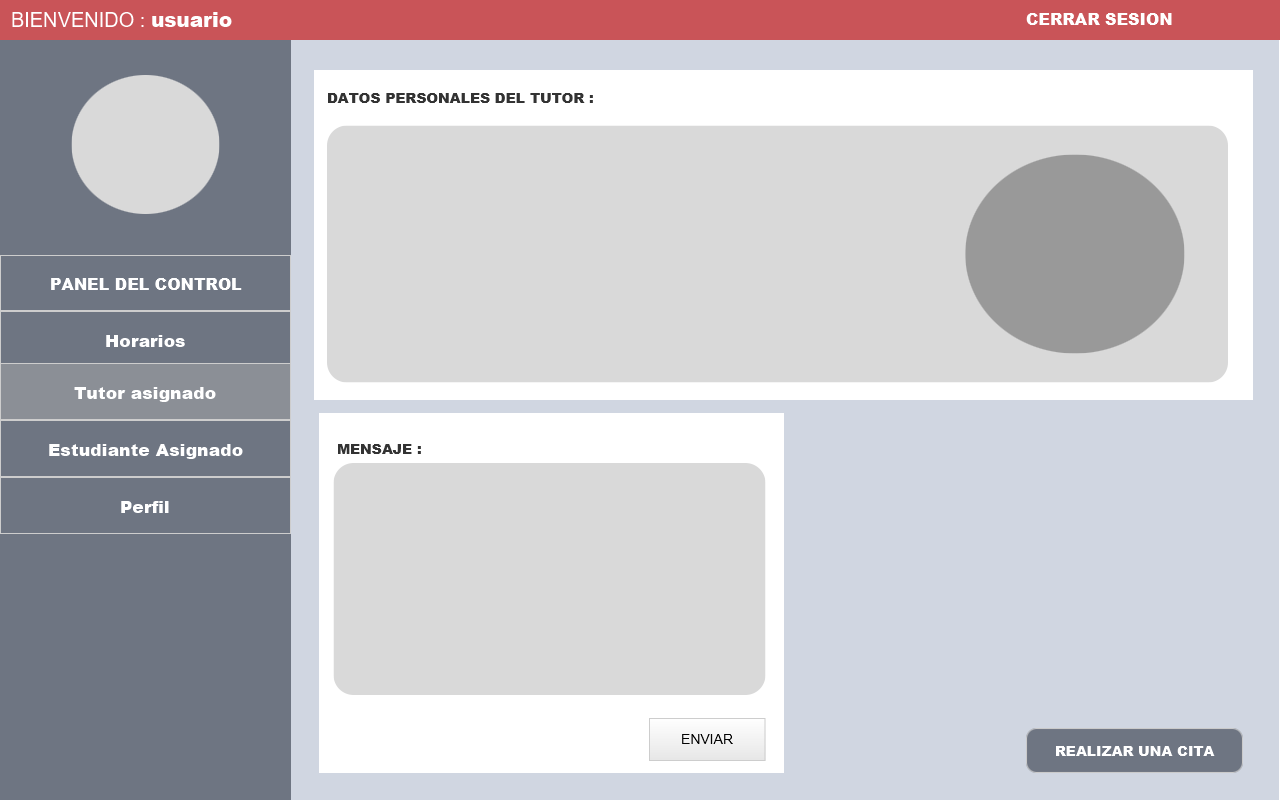 BIENVENIDO : usuario
CERRAR SESION
PANEL DEL CONTROL
Horarios
Tutor asignado
Estudiante Asignado
Perfil
DATOS PERSONALES DEL TUTOR :
MENSAJE :
ENVIAR
REALIZAR UNA CITA